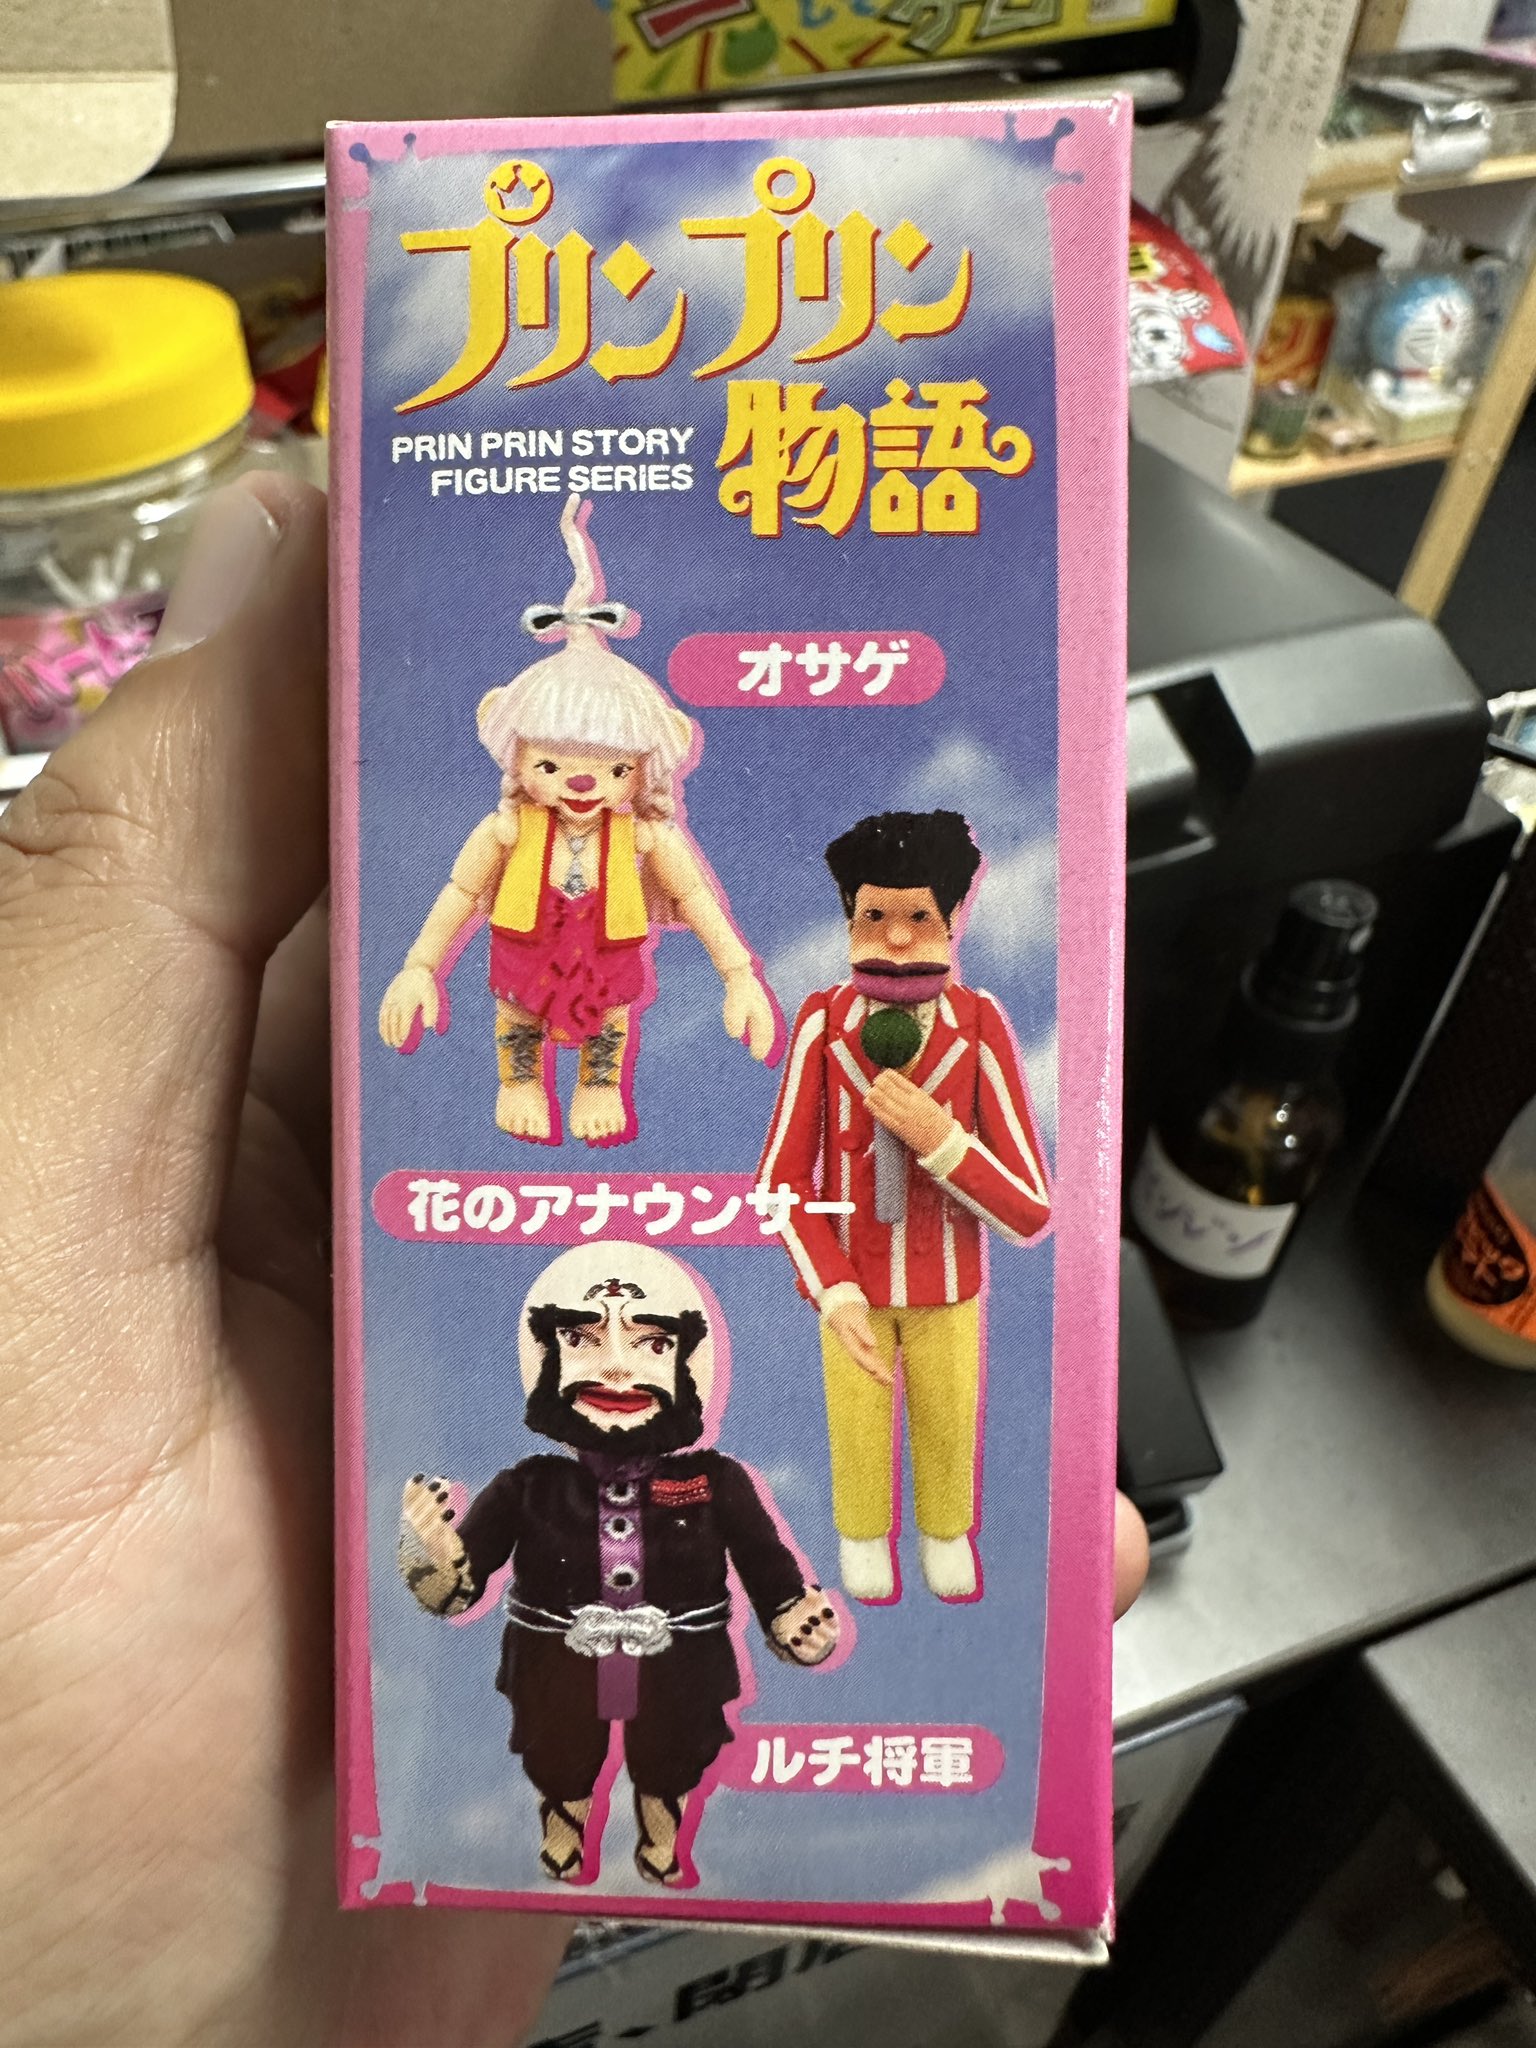 プリンプリン
物語
PRIN PRIN STORY
FIGURE SERIES
オサゲ
花のアナウンサー
ルチ将軍